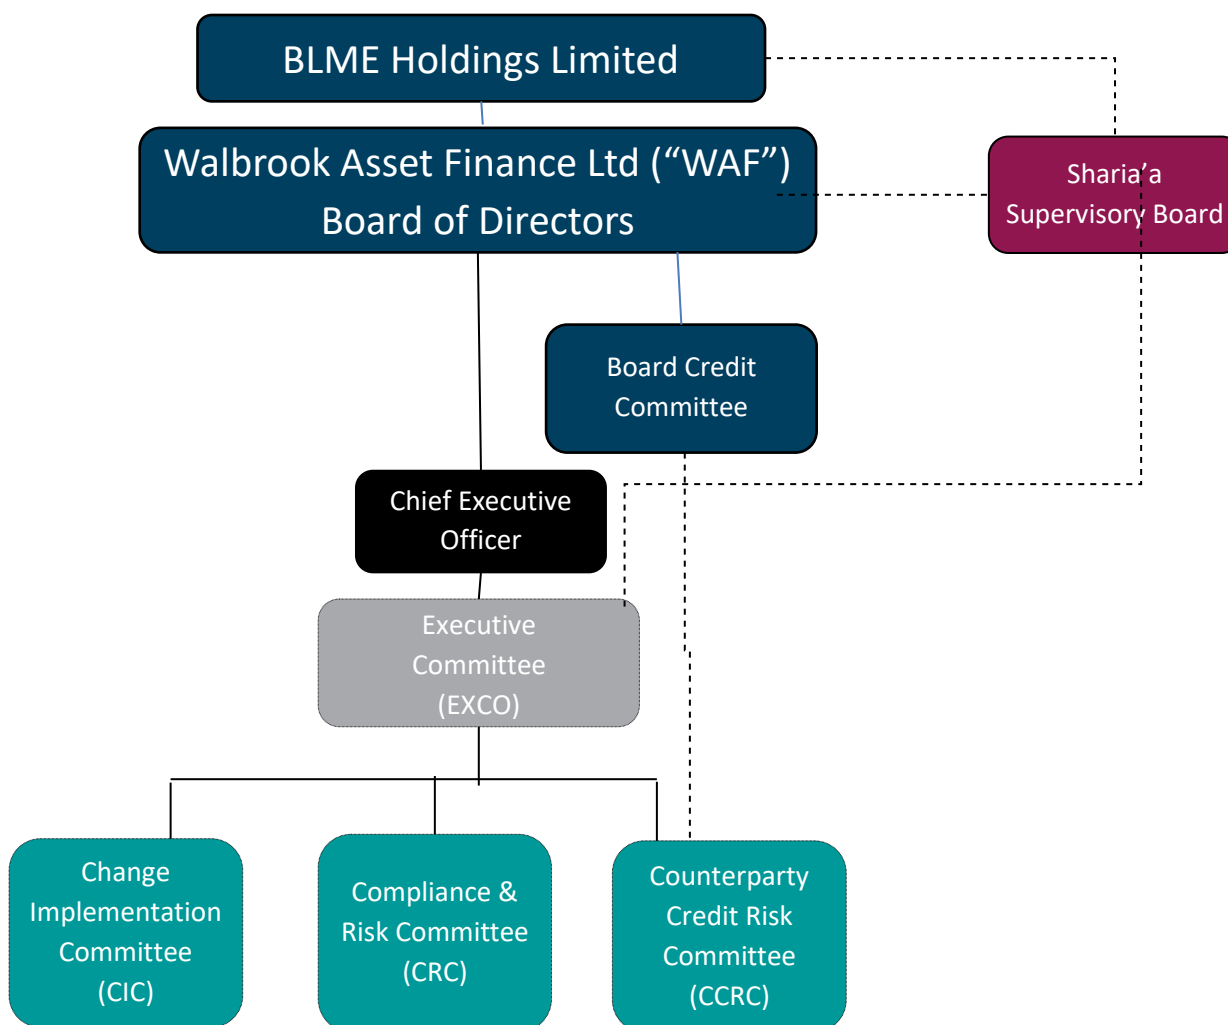 BLME Holdings Limited
Walbrook Asset Finance Ltd (“WAF”)
Board of Directors
Sharia’a
Supervisory Board
Board Credit
Committee
Chief Executive
Officer
Executive
Committee
(EXCO)
Change
Implementation
Committee
(CIC)
Compliance &
Risk Committee
(CRC)
Counterparty
Credit Risk
Committee
(CCRC)